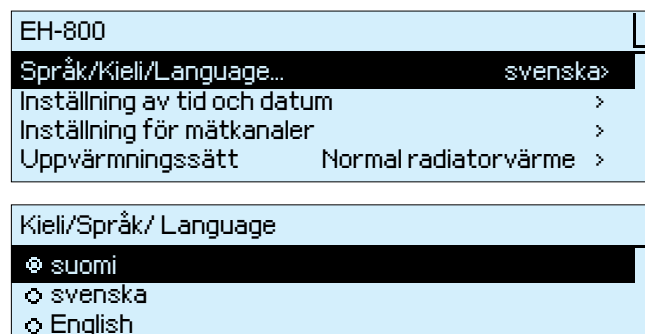 EH-800
Språk/Kieli/Language... svenska>
Inställning av tid och datum >
Inställning för mätkanaler >
Uppvärmningssätt Normal radiatorvärme >
Kieli/Språk/ Language
suomi
svenska
English